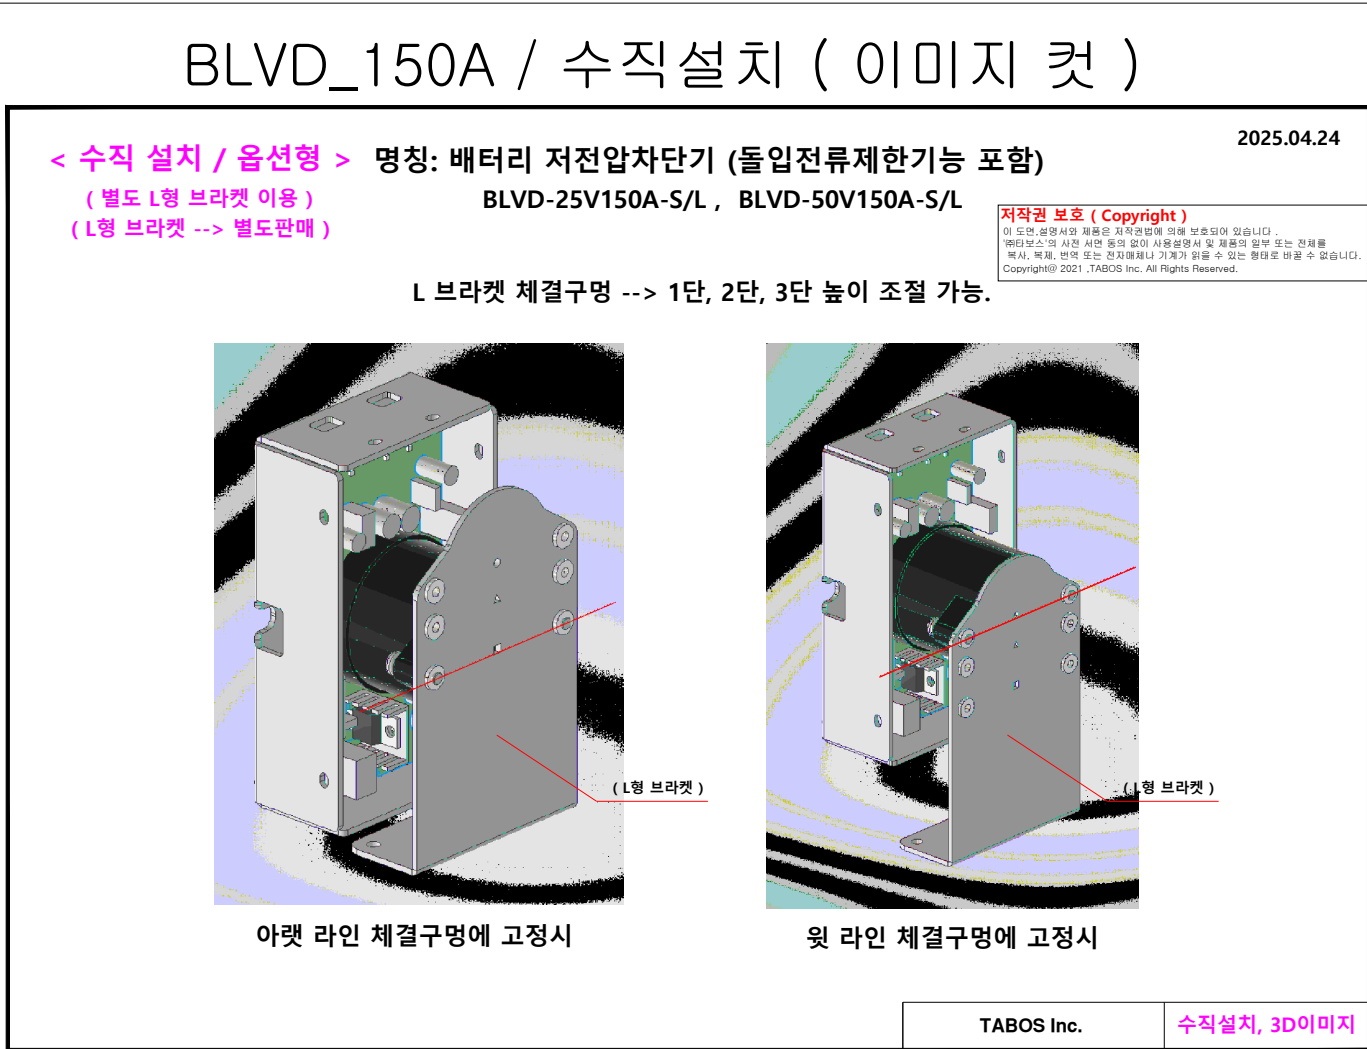 BLVD_150A / 수직설치 ( 이미지 컷 )
2025.04.24
< 수직 설치 / 옵션형 > 명칭: 배터리 저전압차단기 (돌입전류제한기능 포함)
( 별도 L형 브라켓 이용 )
BLVD-25V150A-S/L , BLVD-50V150A-S/L
( L형 브라켓 --> 별도판매 )
저작권 보호 ( Copyright )
이 도면,설명서와 제품은 저작권법에 의해 보호되어 있습니다 .
'㈜타보스'의 사전 서면 동의 없이 사용설명서 및 제품의 일부 또는 전체를
복사, 복제, 번역 또는 전자매체나 기계가 읽을 수 있는 형태로 바꿀 수 없습니다.
Copyright@ 2021 ,TABOS Inc. All Rights Reserved.
L 브라켓 체결구멍 --> 1단, 2단, 3단 높이 조절 가능.
( L형 브라켓 )
( L형 브라켓 )
아랫 라인 체결구멍에 고정시
윗 라인 체결구멍에 고정시
TABOS Inc.
수직설치, 3D이미지